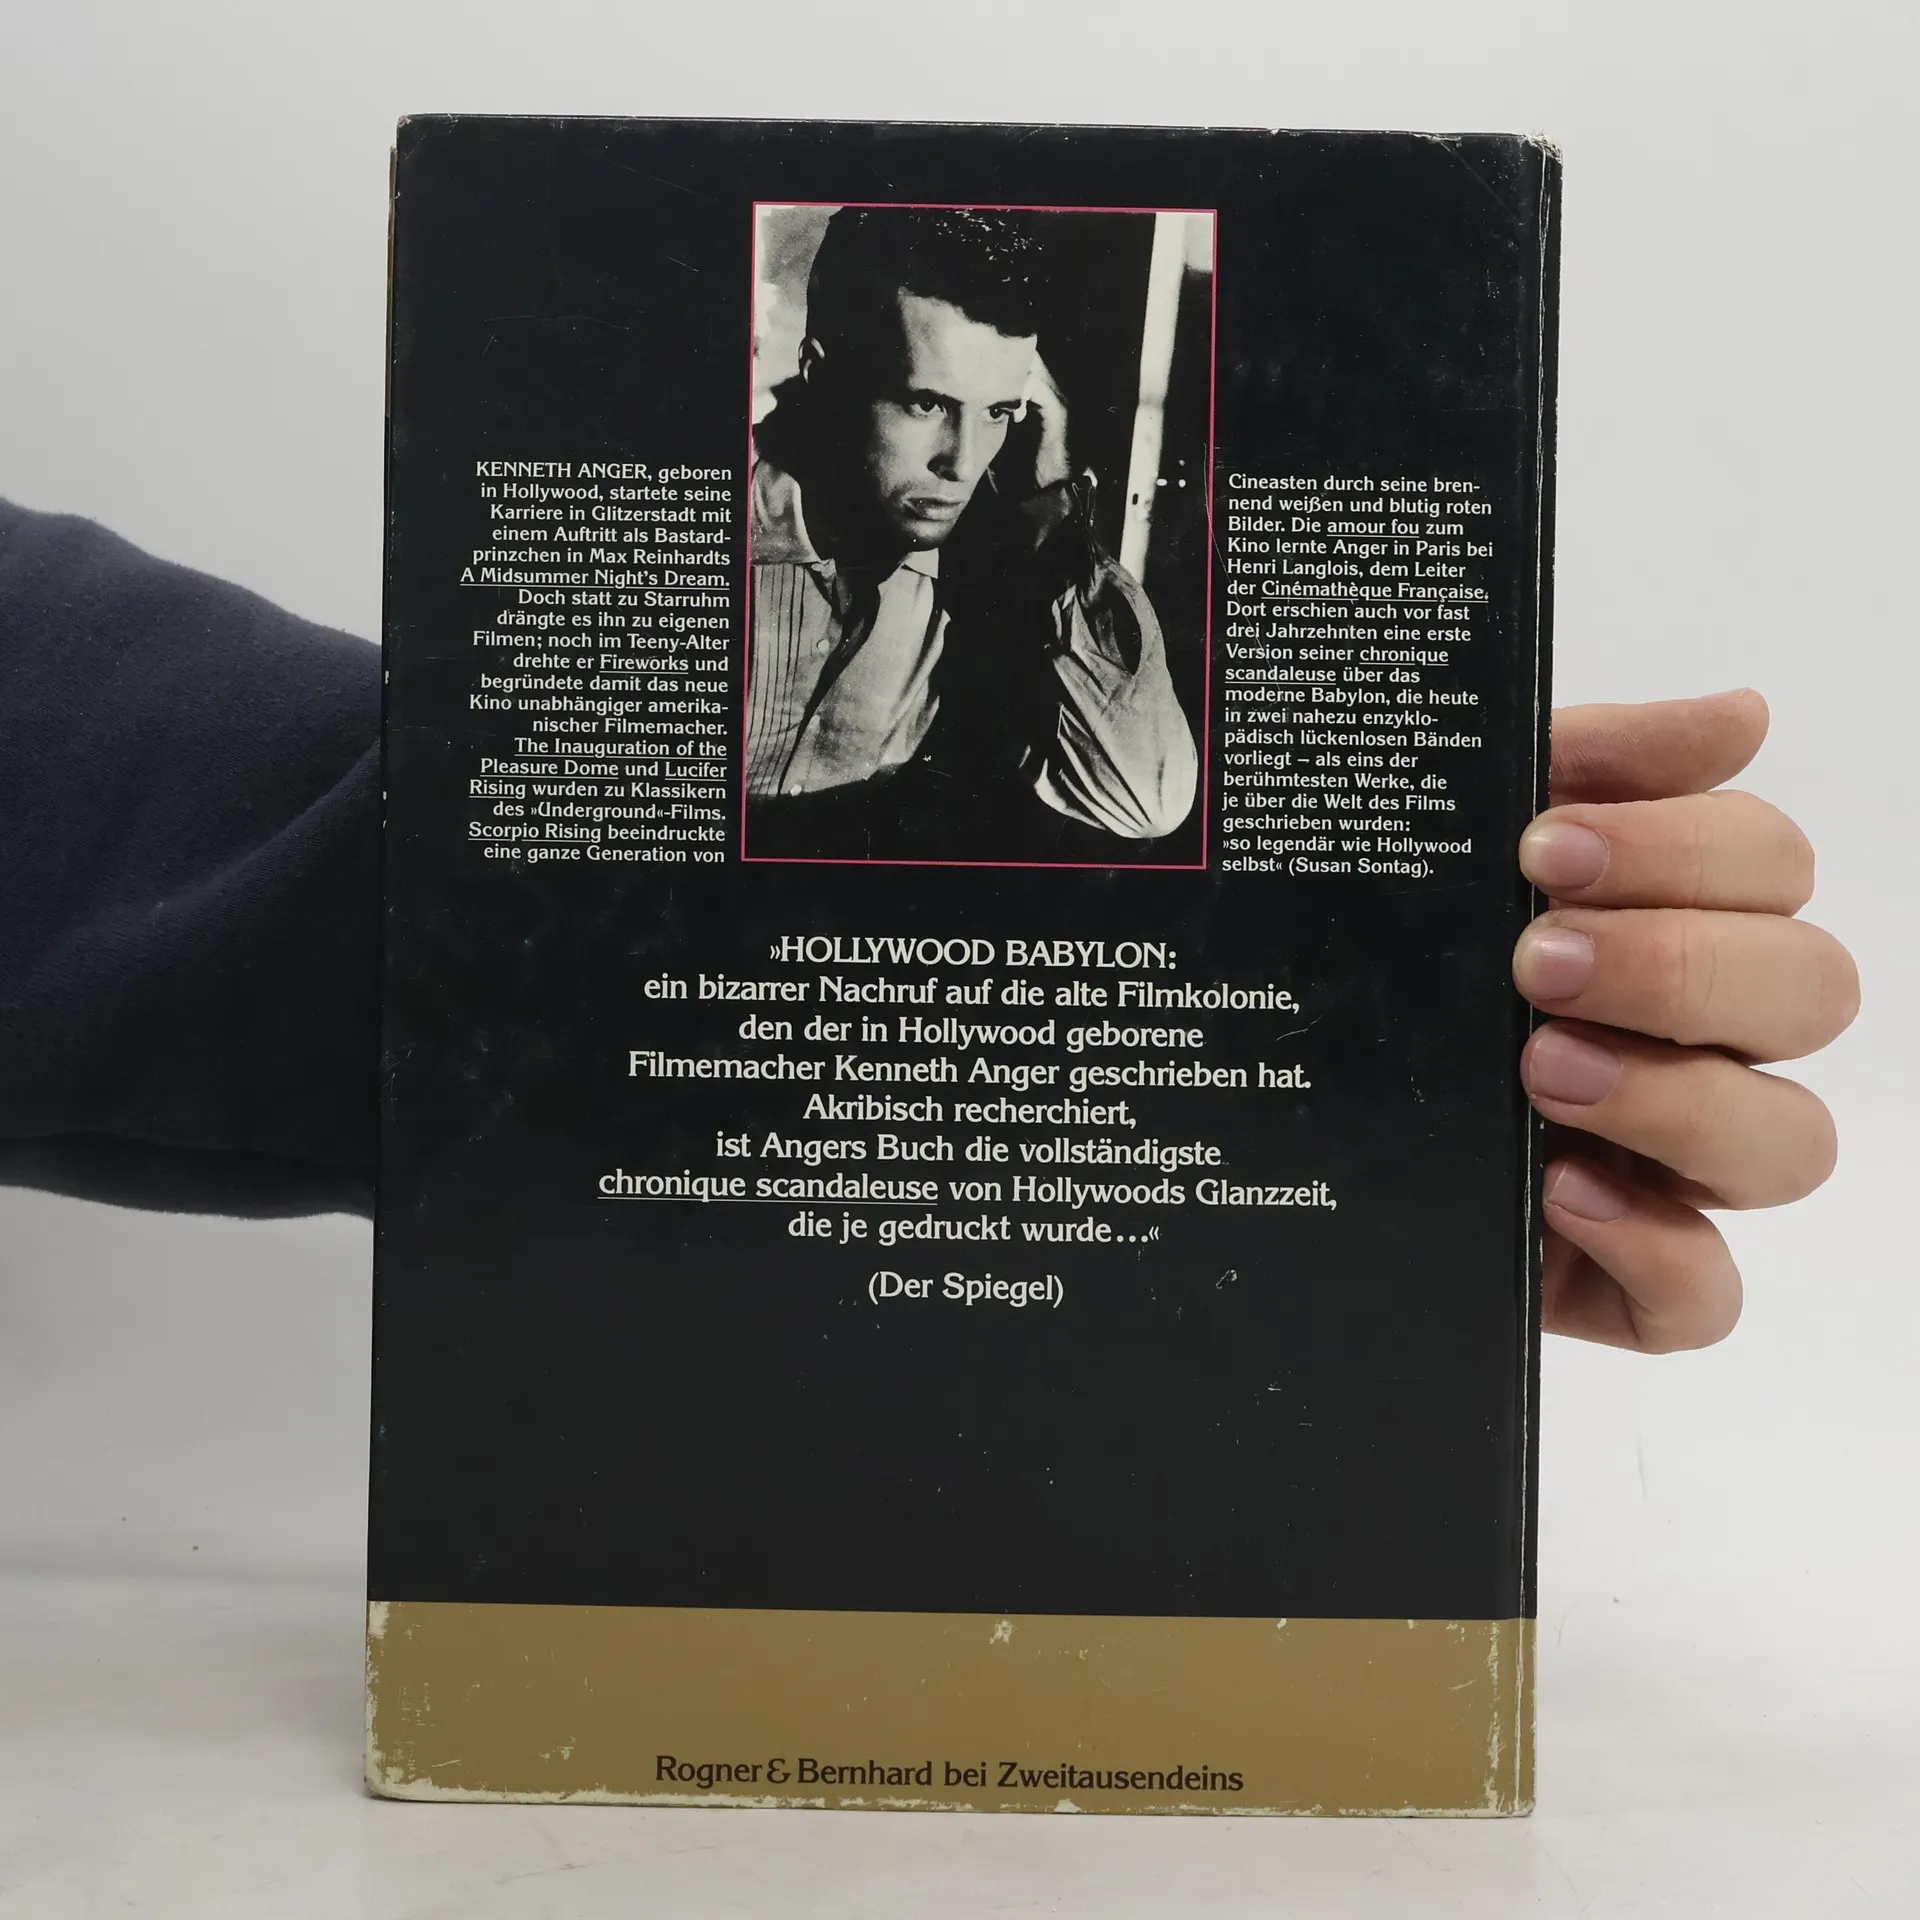 KENNETH ANGER, geboren
in Hollywood, startete seine
Karriere in Glitzerstadt mit
einem Auftritt als Bastard-
prinzchen in Max Reinhardts
A Midsummer Night's Dream.
Doch statt zu Starruhm
drängte es ihn zu eigenen
Filmen; noch im Teeny-Alter
drehte er Fireworks und
begründete damit das neue
Kino unabhängiger amerika-
nischer Filmemacher.
The Inauguration of the
Pleasure Dome und Lucifer
Rising wurden zu Klassikern
des »Underground«-Films.
Scorpio Rising beeindruckte
eine ganze Generation von
Cineasten durch seine bren-
nend weißen und blutig roten
Bilder. Die amour fou zum
Kino lernte Anger in Paris bei
Henri Langlois, dem Leiter
der Cinémathèque Française.
Dort erschien auch vor fast
drei Jahrzehnten eine erste
Version seiner chronique
scandaleuse über das
moderne Babylon, die heute
in zwei nahezu enzyklo-
pädisch lückenlosen Bänden
vorliegt – als eins der
berühmtesten Werke, die
je über die Welt des Films
geschrieben wurden:
»so legendär wie Hollywood
selbst« (Susan Sontag).
»HOLLYWOOD BABYLON:
ein bizarrer Nachruf auf die alte Filmkolonie,
den der in Hollywood geborene
Filmemacher Kenneth Anger geschrieben hat.
Akribisch recherchiert,
ist Angers Buch die vollständigste
chronique scandaleuse von Hollywoods Glanzzeit,
die je gedruckt wurde...«
(Der Spiegel)
Rogner & Bernhard bei Zweitausendeins